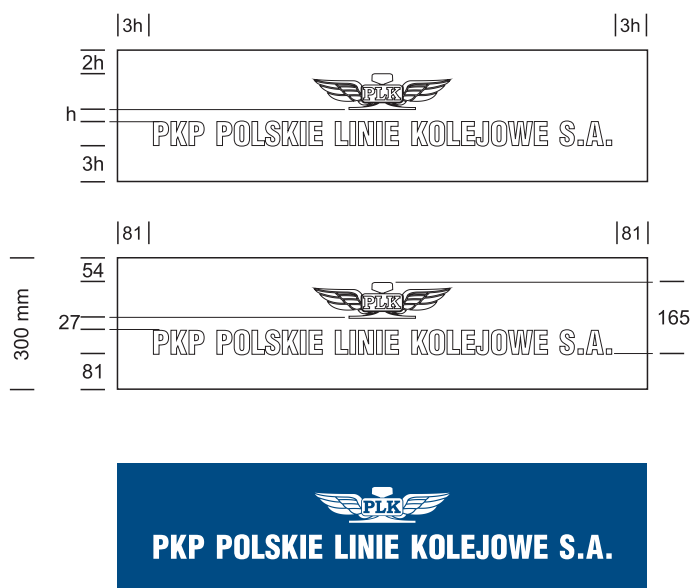 3h 3h
2h
PLK
h
PKP POLSKIE LINIE KOLEJOWE S.A.
3h
81 81
54
PLK
300 mm
27
165
PKP POLSKIE LINIE KOLEJOWE S.A.
81
PLK
PKP POLSKIE LINIE KOLEJOWE S.A.